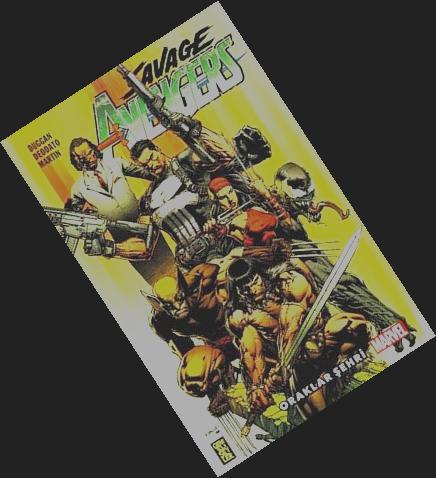 SAVAGE
AVENGERS
DUGGAN
DEODATO
MARTIN
MARVEL
ORAKLAR ŞEHRİ